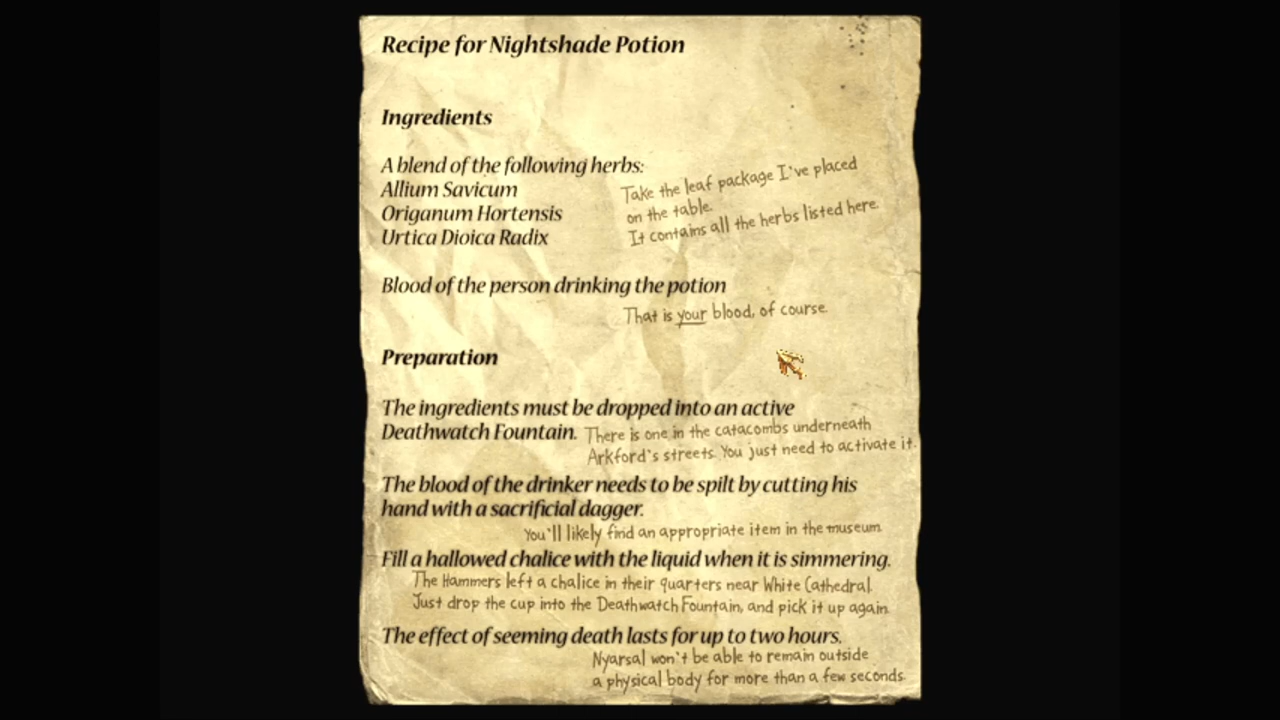 Recipe for Nightshade Potion
Ingredients
A blend of the following herbs:
Allium Savicum
Origanum Hortensis
Urtica Dioica Radix
Take the leaf package I've placed
on the table.
It contains all the herbs listed here.
Blood of the person drinking the potion
That is your blood, of course.
Preparation
The ingredients must be dropped into an active
Deathwatch Fountain.
There is one in the catacombs underneath
Arkford's streets. You just need to activate it.
The blood of the drinker needs to be spilt by cutting his
hand with a sacrificial dagger.
You'll likely find an appropriate item in the museum.
Fill a hallowed chalice with the liquid when it is simmering.
The Hammers left a chalice in their quarters near White Cathedral.
Just drop the cup into the Deathwatch Fountain, and pick it up again.
The effect of seeming death lasts for up to two hours.
Nyarsal won't be able to remain outside
a physical body for more than a few seconds.